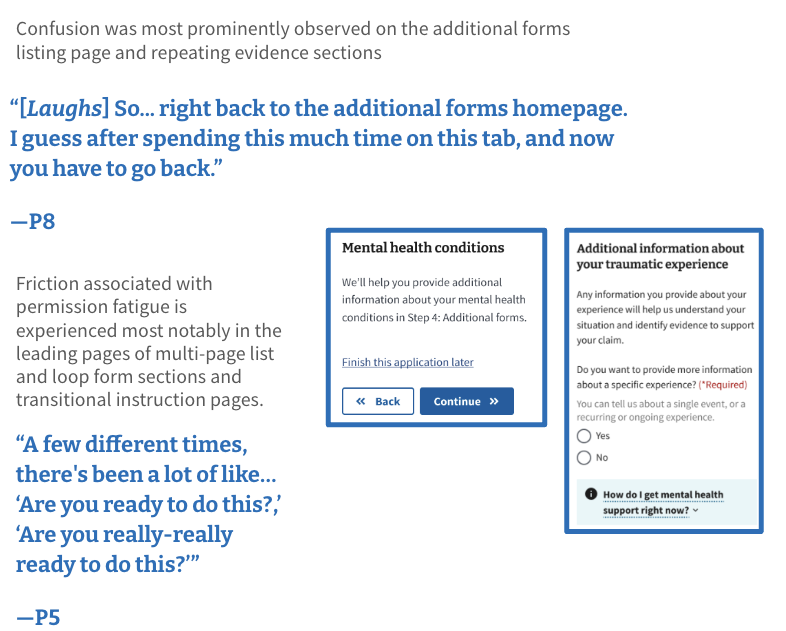 Confusion was most prominently observed on the additional forms
listing page and repeating evidence sections
“[Laughs] So... right back to the additional forms homepage.
I guess after spending this much time on this tab, and now
you have to go back.”
—P8
Friction associated with
permission fatigue is
experienced most notably in the
leading pages of multi-page list
and loop form sections and
transitional instruction pages.
“A few different times,
there's been a lot of like...
‘Are you ready to do this?,’
‘Are you really-really
ready to do this?’”
—P5
Mental health conditions
We’ll help you provide additional
information about your mental health
conditions in Step 4: Additional forms.
Finish this application later
Back
Continue
Additional information about
your traumatic experience
Any information you provide about your
experience will help us understand your
situation and identify evidence to support
your claim.
Do you want to provide more information
about a specific experience? (*Required)
You can tell us about a single event, or a
recurring or ongoing experience.
Yes
No
How do I get mental health
support right now?